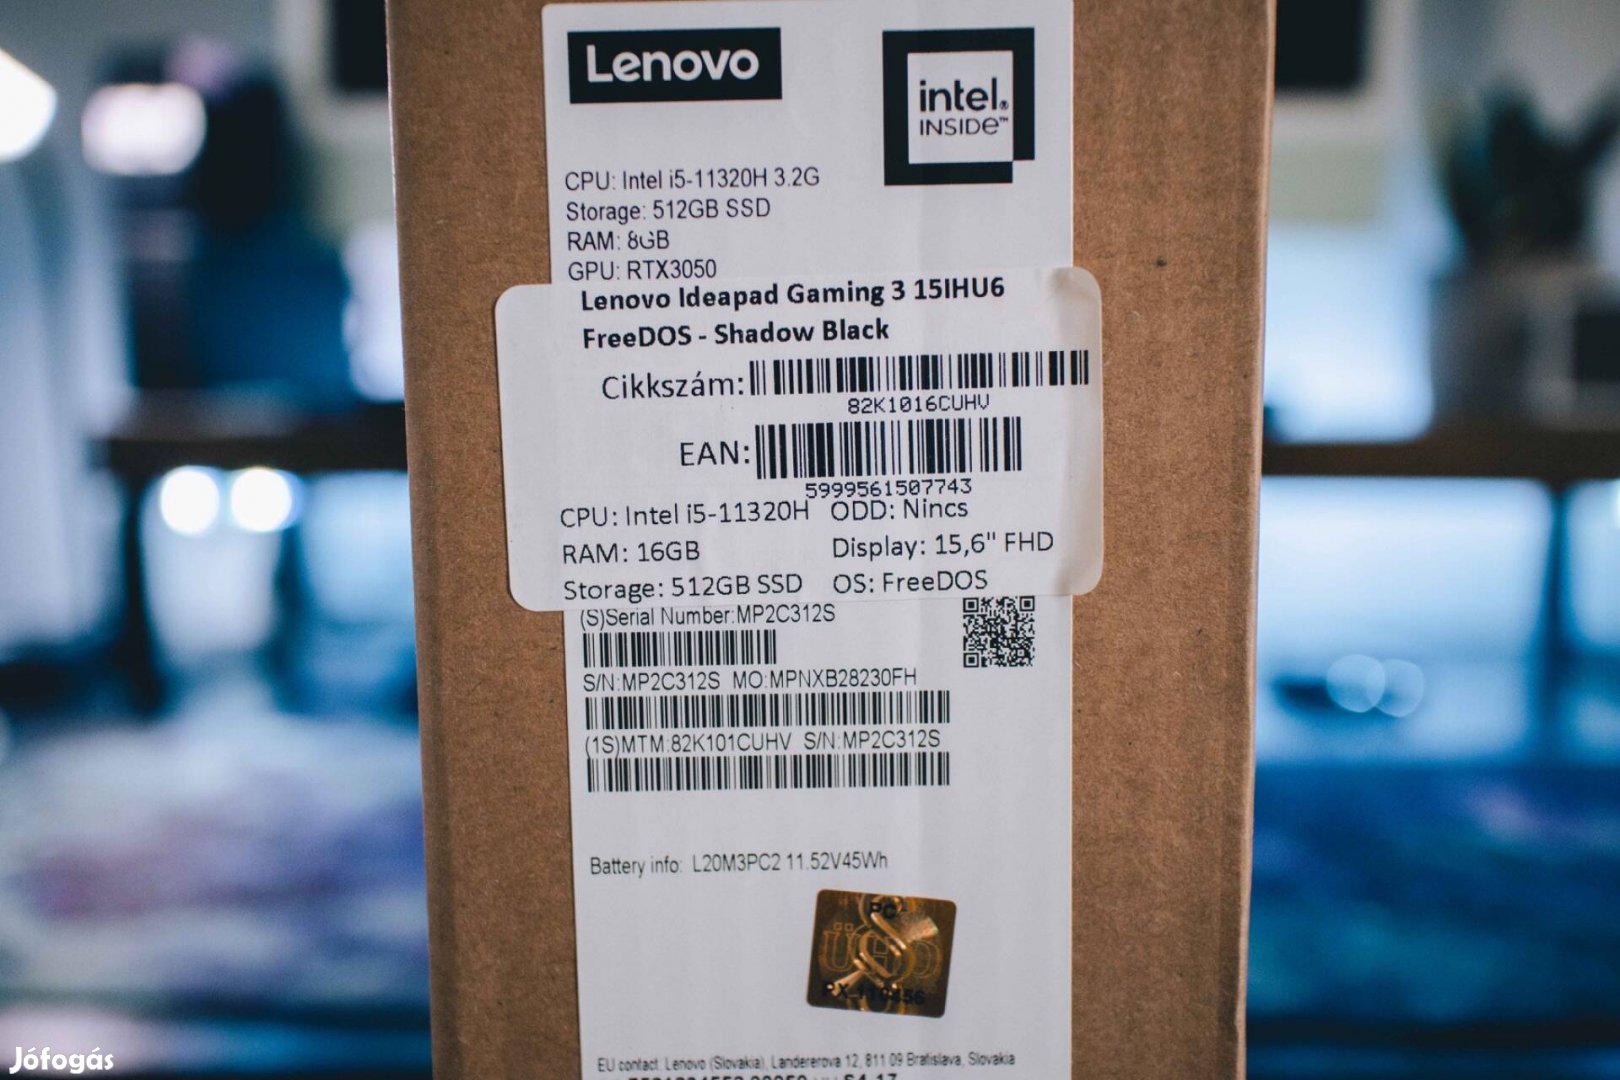 Lenovo
intel.
INSIDE™
CPU: Intel i5-11320H 3.2G
Storage: 512GB SSD
RAM: 8GB
GPU: RTX3050
Lenovo Ideapad Gaming 3 15IHU6
FreeDOS - Shadow Black
Cikkszám:
82K1016CUHV
EAN:
5999561507743
CPU: Intel i5-11320H ODD: Nincs
RAM: 16GB Display: 15,6" FHD
Storage: 512GB SSD OS: FreeDOS
(S)Serial Number:MP2C312S
S/N:MP2C312S MO:MPNXB28230FH
(1S)MTM:82K101CUHV S/N:MP2C312S
Battery info: L20M3PC2 11.52V45Wh
PC
EU contact: Lenovo (Slovakia), Landererova 12, 811 09 Bratislava, Slovakia
Jófogás